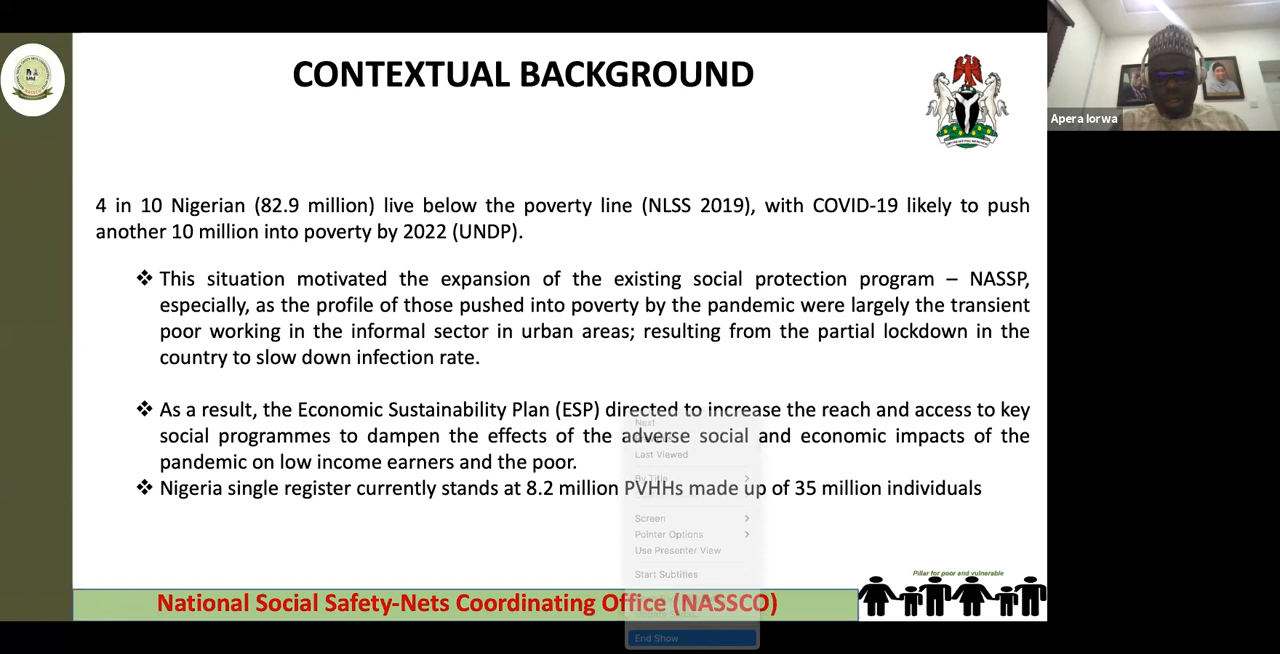 CONTEXTUAL BACKGROUND
Apera Iorwa
4 in 10 Nigerian (82.9 million) live below the poverty line (NLSS 2019), with COVID-19 likely to push
another 10 million into poverty by 2022 (UNDP).
❖ This situation motivated the expansion of the existing social protection program – NASSP,
especially, as the profile of those pushed into poverty by the pandemic were largely the transient
poor working in the informal sector in urban areas; resulting from the partial lockdown in the
country to slow down infection rate.
❖ As a result, the Economic Sustainability Plan (ESP) directed to increase the reach and access to key
social programmes to dampen the effects of the adverse social and economic impacts of the
pandemic on low income earners and the poor.
❖ Nigeria single register currently stands at 8.2 million PVHHs made up of 35 million individuals
Next
Last Viewed
By Title
Screen
Pointer Options
Use Presenter View
Start Subtitles
End Show
Pillar for poor and vulnerable
National Social Safety-Nets Coordinating Office (NASSCO)